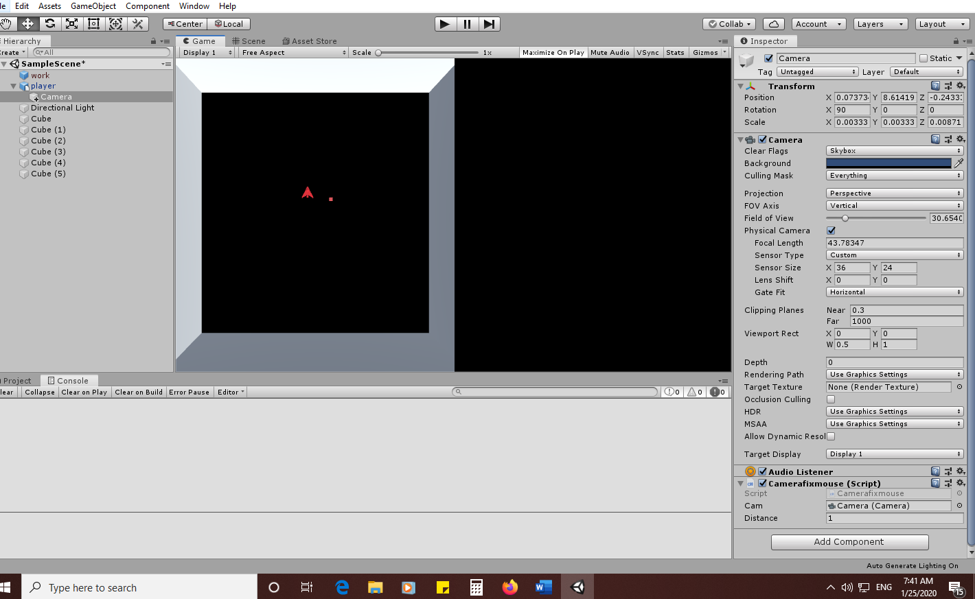 le Edit Assets GameObject Component Window Help
Center Local Collab Account Layers Layout
Hierarchy
reate All
SampleScene*
work
player
Camera
Directional Light
Cube
Cube (1)
Cube (2)
Cube (3)
Cube (4)
Cube (5)
Game Scene Asset Store
Display 1 Free Aspect Scale 1x Maximize On Play Mute Audio VSync Stats Gizmos
Project Console
lear Collapse Clear on Play Clear on Build Error Pause Editor 0 0 0
Inspector
Camera Static
Tag Untagged Layer Default
Transform
Position X 0.07373 Y 8.61419 Z -0.2433
Rotation X 90 Y 0 Z 0
Scale X 0.00333 Y 0.00333 Z 0.00871
Camera
Clear Flags Skybox
Background
Culling Mask Everything
Projection Perspective
FOV Axis Vertical
Field of View 30.6540
Physical Camera
Focal Length 43.78347
Sensor Type Custom
Sensor Size X 36 Y 24
Lens Shift X 0 Y 0
Gate Fit Horizontal
Clipping Planes Near 0.3
Far 1000
Viewport Rect X 0 Y 0
W 0.5 H 1
Depth 0
Rendering Path Use Graphics Settings
Target Texture None (Render Texture)
Occlusion Culling
HDR Use Graphics Settings
MSAA Use Graphics Settings
Allow Dynamic Resol
Target Display Display 1
Audio Listener
Camerafixmouse (Script)
Script Camerafixmouse
Cam Camera (Camera)
Distance 1
Add Component
Auto Generate Lighting On
Type here to search
ENG
7:41 AM
1/25/2020
15